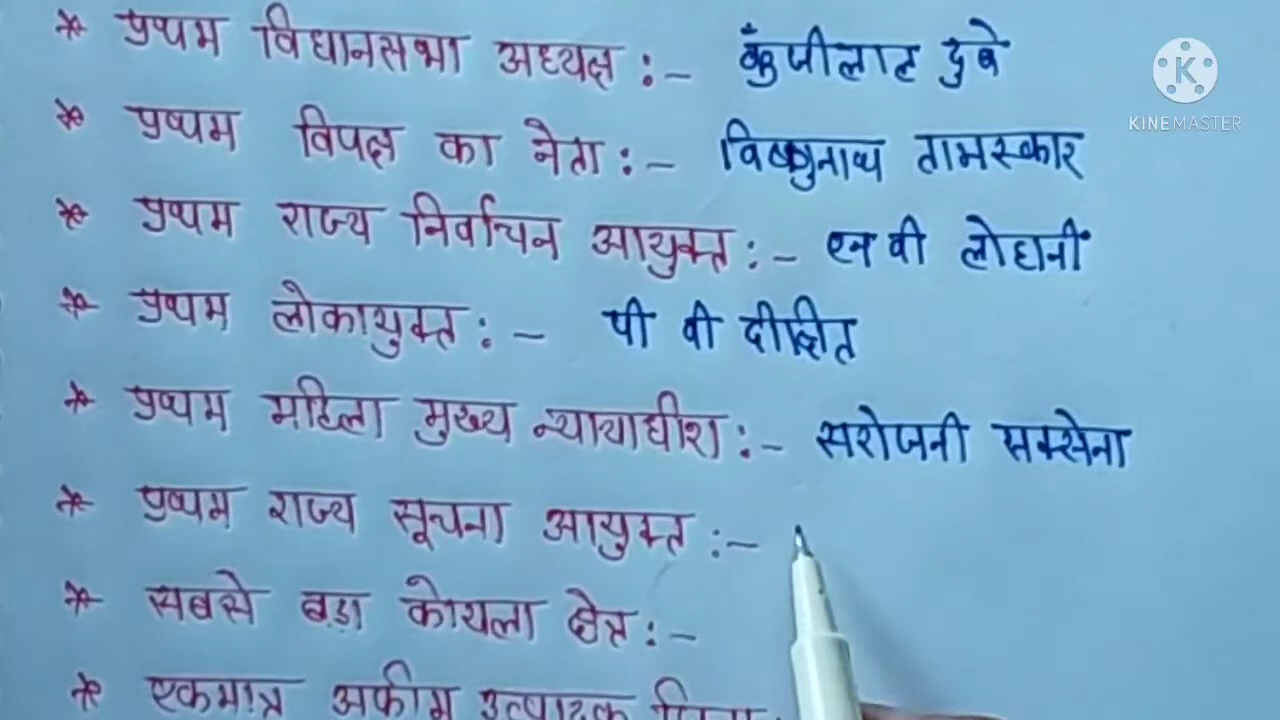 * प्रथम विधानसभा अध्यक्ष :- कुंजीलाल दुबे
KINEMASTER
* प्रथम विपक्ष का नेता :- विष्णुनाथ तामस्कार
* प्रथम राज्य निर्वाचन आयुक्त :- एन वी लोहानी
* प्रथम लोकायुक्त :- पी वी दीक्षित
* प्रथम महिला मुख्य न्यायाधीश :- सरोजनी सक्सेना
* प्रथम राज्य सूचना आयुक्त :-
* सबसे बड़ा कोयला क्षेत्र :-
* एकमात्र अफीम उत्पादक